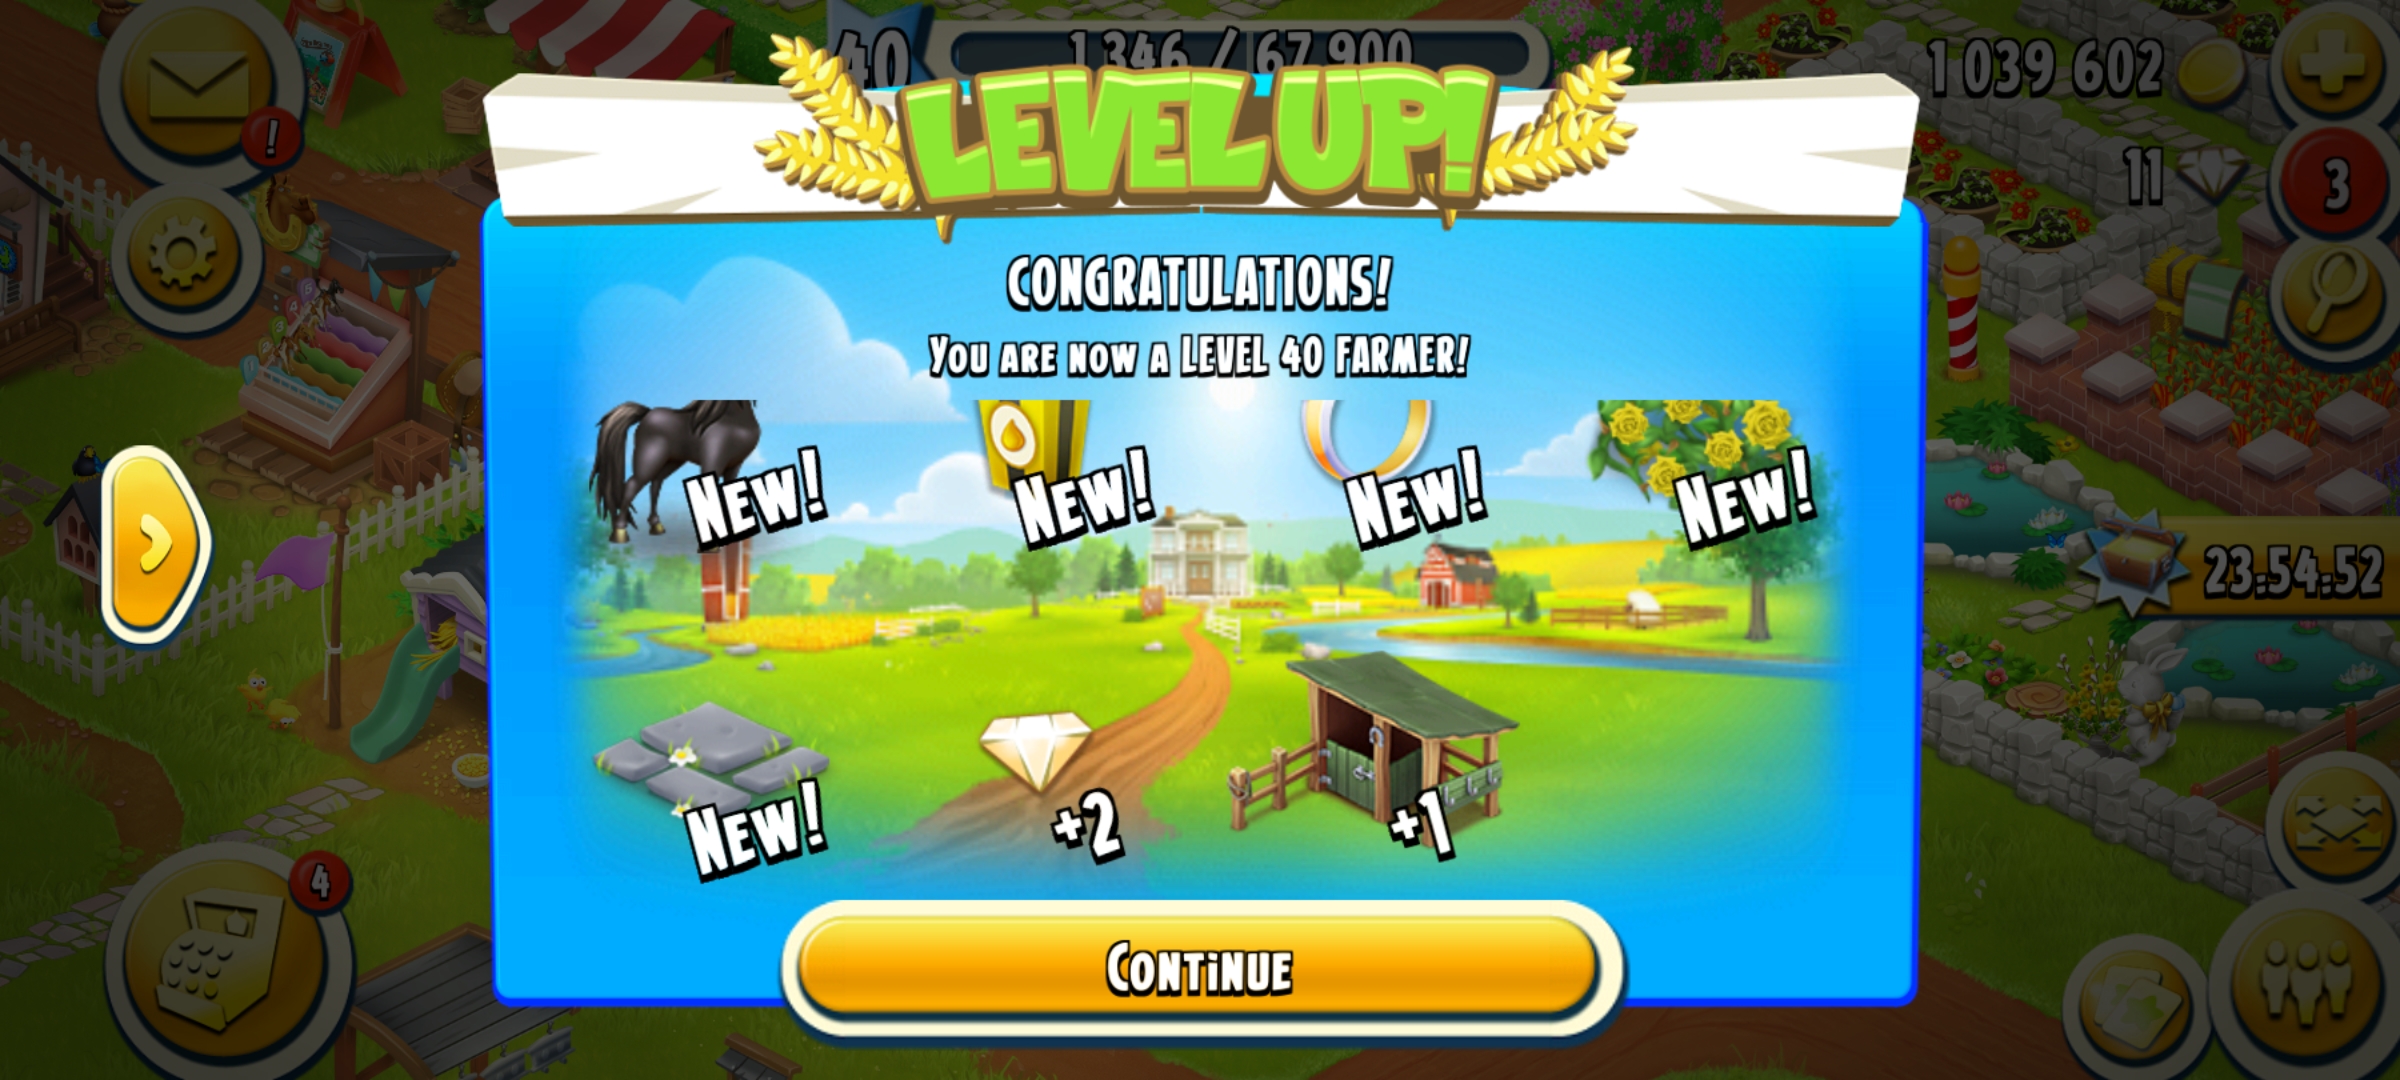 40
1 346 / 67 900
1 039 602
LEVEL UP!
!
11
3
CONGRATULATIONS!
YOU ARE NOW A LEVEL 40 FARMER!
NEW!
NEW!
NEW!
NEW!
23:54:52
NEW!
+2
+1
4
CONTINUE